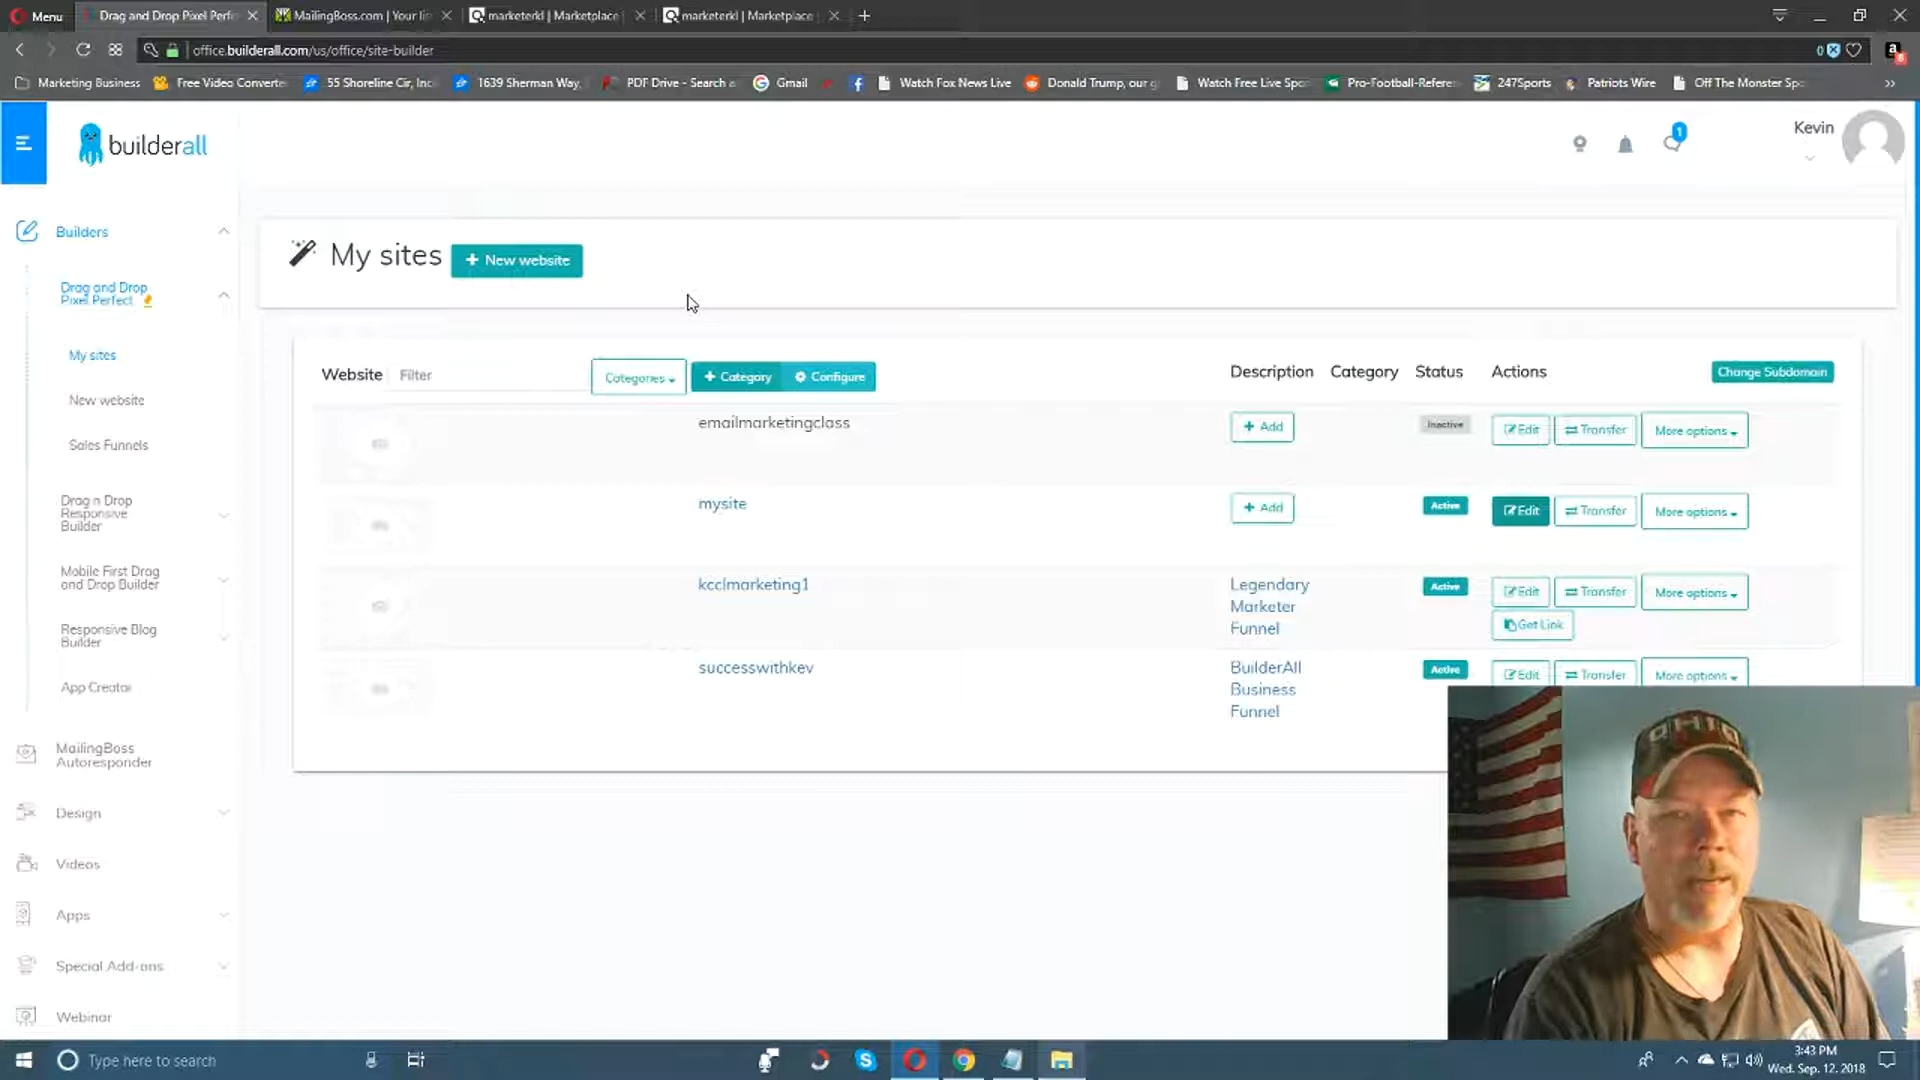 Menu
Drag and Drop Pixel Perfe
MailingBoss.com | Your li
marketerkl | Marketplace
marketerkl | Marketplace
office.builderall.com/us/office/site-builder
0
Marketing Business
Free Video Converte
55 Shoreline Cir, Inc
1639 Sherman Way,
PDF Drive - Search a
Gmail
Watch Fox News Live
Donald Trump, our g
Watch Free Live Spo
Pro-Football-Refere
247Sports
Patriots Wire
Off The Monster Spo
builderall
1
Kevin
Builders
Drag and Drop
Pixel Perfect
My sites
New website
Sales Funnels
Drag n Drop
Responsive
Builder
Mobile First Drag
and Drop Builder
Responsive Blog
Builder
App Creator
MailingBoss
Autoresponder
Design
Videos
Apps
Special Add-ons
Webinar
My sites
+ New website
Website
Filter
Categories
+ Category
Configure
Description
Category
Status
Actions
Change Subdomain
emailmarketingclass
+ Add
Inactive
Edit
Transfer
More options
mysite
+ Add
Active
Edit
Transfer
More options
kcclmarketing1
Legendary
Marketer
Funnel
Active
Edit
Transfer
More options
Get Link
successwithkev
BuilderAll
Business
Funnel
Active
Edit
Transfer
More options
OHIO
Type here to search
3:43 PM
Wed. Sep. 12, 2018